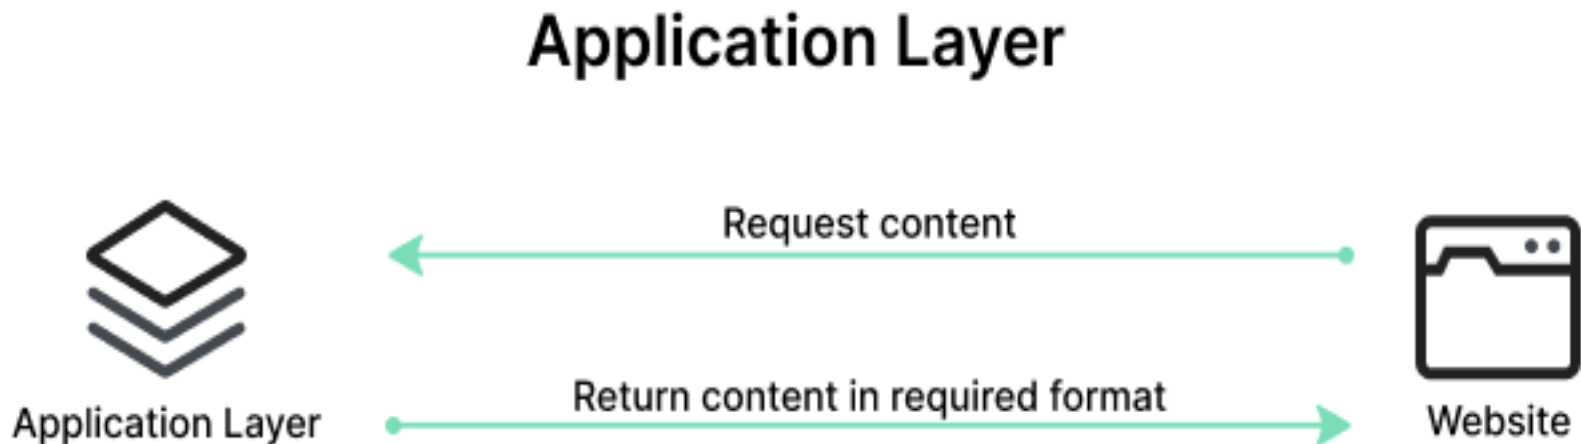 Application Layer
Request content
Return content in required format
Application Layer
Website